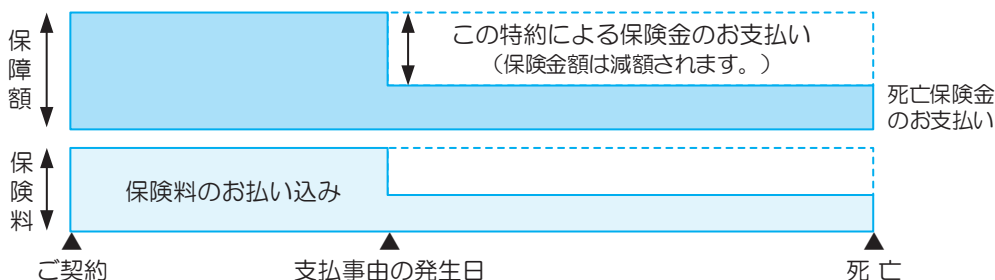 保障額
この特約による保険金のお支払い
（保険金額は減額されます。）
死亡保険金
のお支払い
保険料
保険料のお払い込み
ご契約
支払事由の発生日
死 亡